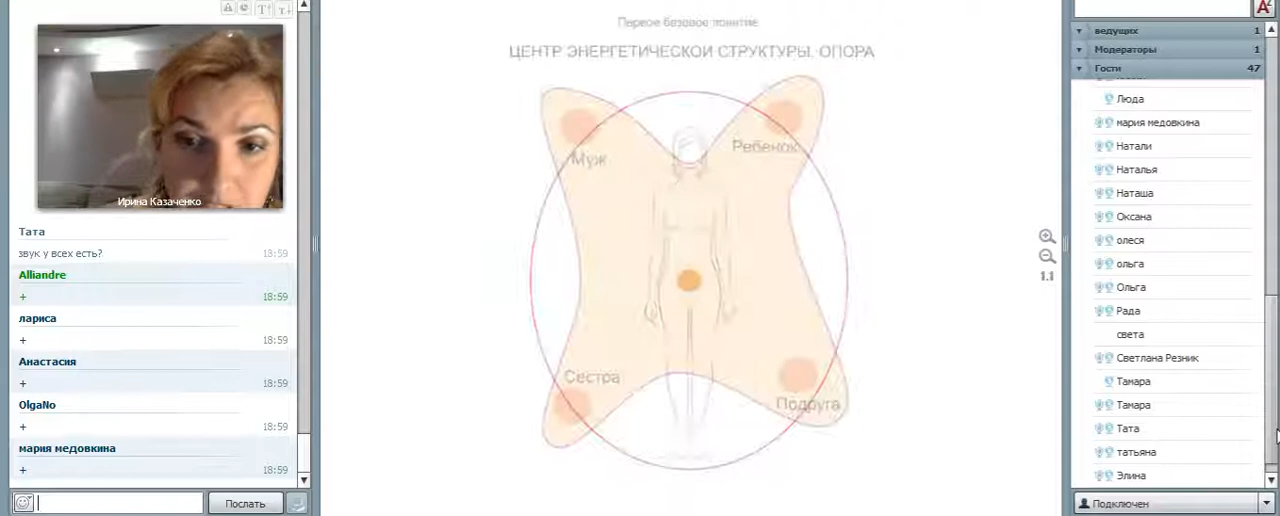 Ирина Казаченко
Тата
звук у всех есть?
18:59
Alliandre
+
18:59
лариса
+
18:59
Анастасия
+
18:59
OlgaNo
+
18:59
мария медовкина
+
18:59
Послать
Первое базовое понятие
ЦЕНТР ЭНЕРГЕТИЧЕСКОЙ СТРУКТУРЫ. ОПОРА
Муж
Ребенок
Сестра
Подруга
1.1
ведущих 1
Модераторы 1
Гости 47
Люда
мария медовкина
Натали
Наталья
Наташа
Оксана
олеся
ольга
Ольга
Рада
света
Светлана Резник
Тамара
Тамара
Тата
татьяна
Элина
Подключен